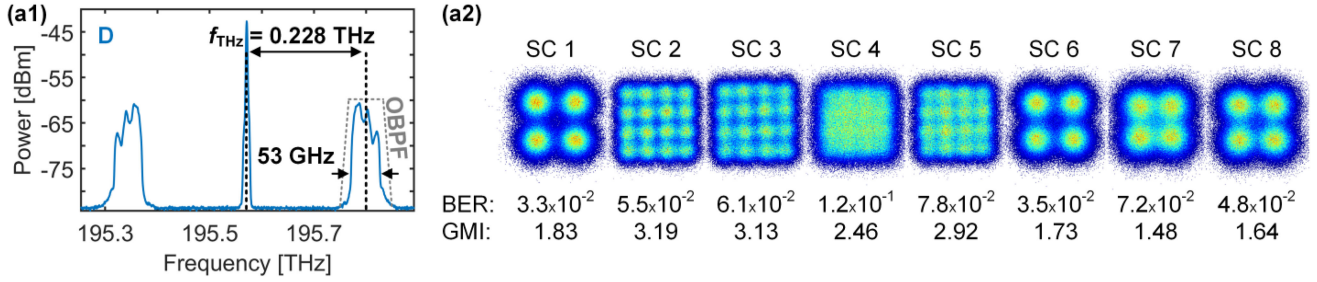 (a1)
-45
D
fTHz = 0.228 THz
-55
Power [dBm]
-65
OBPF
53 GHz
-75
195.3 195.5 195.7
Frequency [THz]
(a2)
SC 1 SC 2 SC 3 SC 4 SC 5 SC 6 SC 7 SC 8
BER: 3.3x10-2 5.5x10-2 6.1x10-2 1.2x10-1 7.8x10-2 3.5x10-2 7.2x10-2 4.8x10-2
GMI: 1.83 3.19 3.13 2.46 2.92 1.73 1.48 1.64